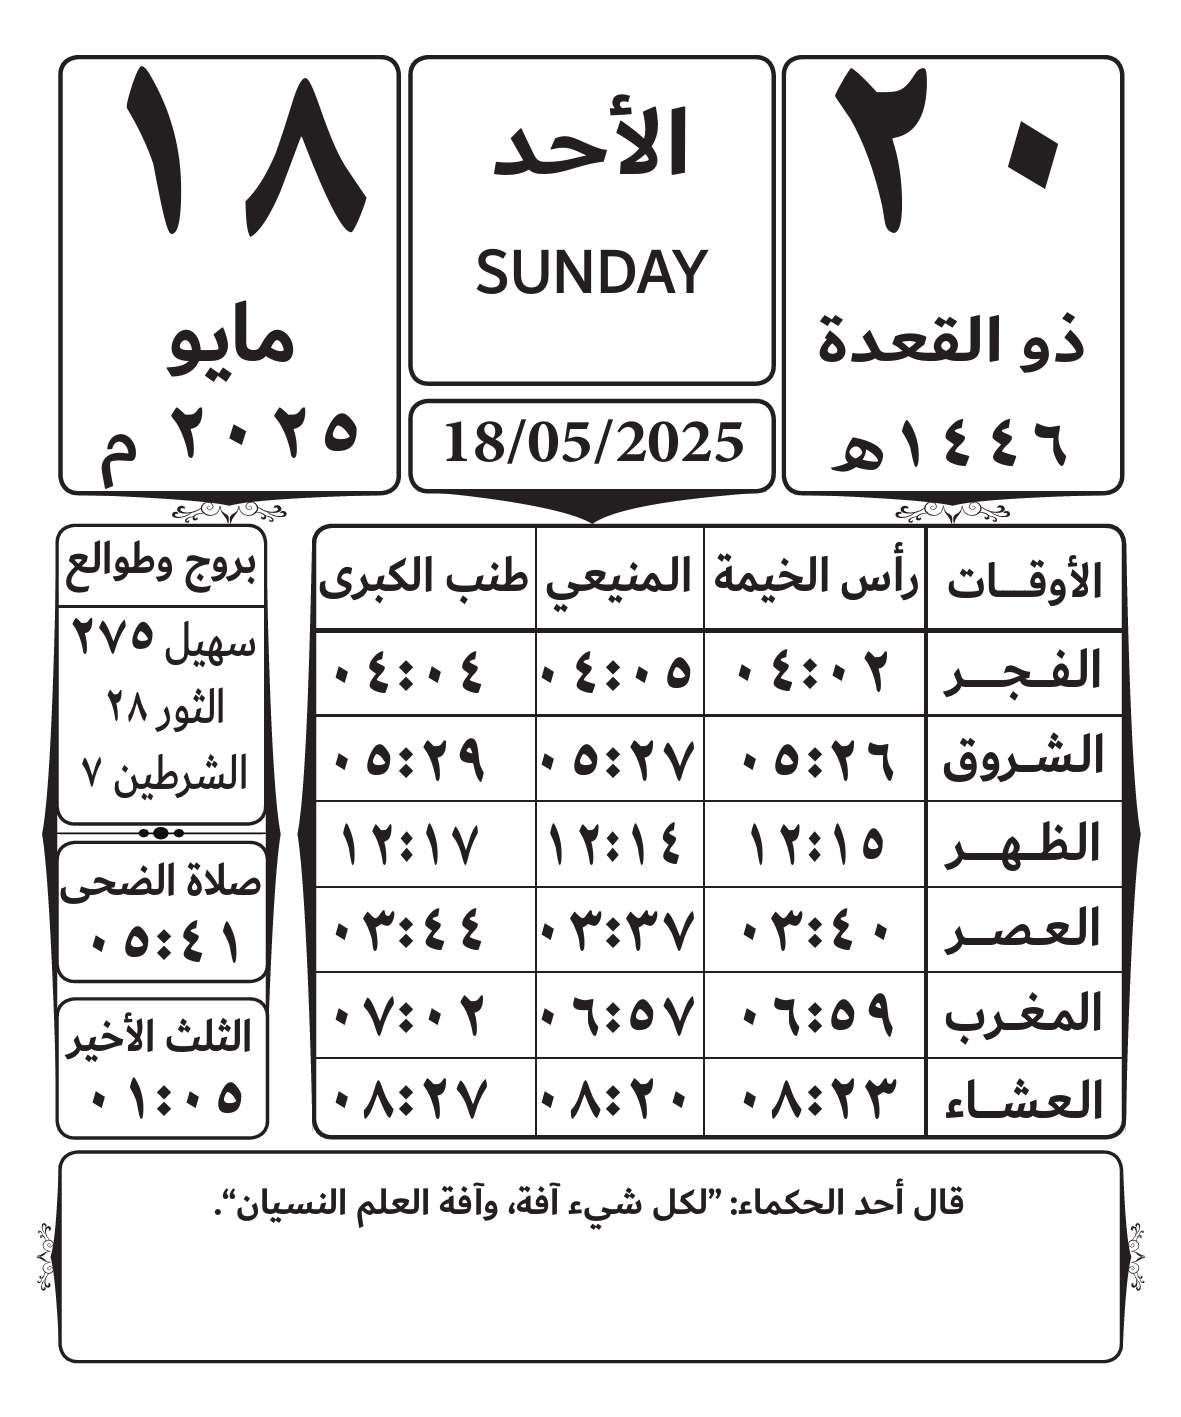 ٢٠
ذو القعدة
١٤٤٦هـ
الأحد
SUNDAY
18/05/2025
١٨
مايو
٢٠٢٥ م
الأوقــات رأس الخيمة المنيعي طنب الكبرى
الفـجــر ٠٤:٠٢ ٠٤:٠٥ ٠٤:٠٤
الشـروق ٠٥:٢٦ ٠٥:٢٧ ٠٥:٢٩
الظـهــر ١٢:١٥ ١٢:١٤ ١٢:١٧
العـصــر ٠٣:٤٠ ٠٣:٣٧ ٠٣:٤٤
المغـرب ٠٦:٥٩ ٠٦:٥٧ ٠٧:٠٢
العشــاء ٠٨:٢٣ ٠٨:٢٠ ٠٨:٢٧
بروج وطوالع
سهيل ٢٧٥
الثور ٢٨
الشرطين ٧
صلاة الضحى
٠٥:٤١
الثلث الأخير
٠١:٠٥
قال أحد الحكماء: ”لكل شيء آفة، وآفة العلم النسيان“.